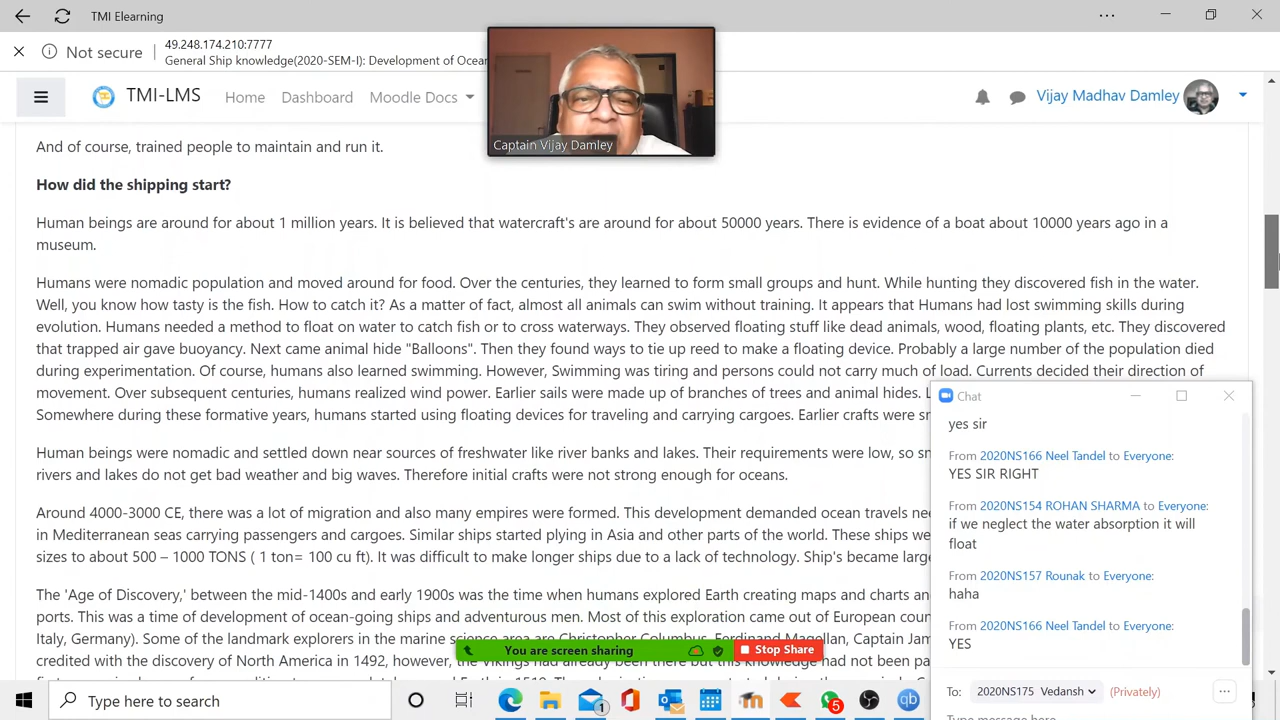 TMI Elearning
Not secure
49.248.174.210:7777
General Ship knowledge(2020-SEM-I): Development of Ocea
TMI-LMS Home Dashboard Moodle Docs Vijay Madhav Damley
Captain Vijay Damley
And of course, trained people to maintain and run it.
How did the shipping start?
Human beings are around for about 1 million years. It is believed that watercraft's are around for about 50000 years. There is evidence of a boat about 10000 years ago in a
museum.
Humans were nomadic population and moved around for food. Over the centuries, they learned to form small groups and hunt. While hunting they discovered fish in the water.
Well, you know how tasty is the fish. How to catch it? As a matter of fact, almost all animals can swim without training. It appears that Humans had lost swimming skills during
evolution. Humans needed a method to float on water to catch fish or to cross waterways. They observed floating stuff like dead animals, wood, floating plants, etc. They discovered
that trapped air gave buoyancy. Next came animal hide "Balloons". Then they found ways to tie up reed to make a floating device. Probably a large number of the population died
during experimentation. Of course, humans also learned swimming. However, Swimming was tiring and persons could not carry much of load. Currents decided their direction of
movement. Over subsequent centuries, humans realized wind power. Earlier sails were made up of branches of trees and animal hides.
Somewhere during these formative years, humans started using floating devices for traveling and carrying cargoes. Earlier crafts were
Human beings were nomadic and settled down near sources of freshwater like river banks and lakes. Their requirements were low, so
rivers and lakes do not get bad weather and big waves. Therefore initial crafts were not strong enough for oceans.
Around 4000-3000 CE, there was a lot of migration and also many empires were formed. This development demanded ocean travels
in Mediterranean seas carrying passengers and cargoes. Similar ships started plying in Asia and other parts of the world. These ships
sizes to about 500 – 1000 TONS ( 1 ton= 100 cu ft). It was difficult to make longer ships due to a lack of technology. Ship's became
The 'Age of Discovery,' between the mid-1400s and early 1900s was the time when humans explored Earth creating maps and charts
ports. This was a time of development of ocean-going ships and adventurous men. Most of this exploration came out of European
Italy, Germany). Some of the landmark explorers in the marine science area are Christopher Columbus, Ferdinand Magellan, Captain
credited with the discovery of North America in 1492, however,
Chat
yes sir
From 2020NS166 Neel Tandel to Everyone:
YES SIR RIGHT
From 2020NS154 ROHAN SHARMA to Everyone:
if we neglect the water absorption it will
float
From 2020NS157 Rounak to Everyone:
haha
From 2020NS166 Neel Tandel to Everyone:
YES
To: 2020NS175 Vedansh (Privately)
Type message here
You are screen sharing Stop Share
Type here to search
1
5
qb